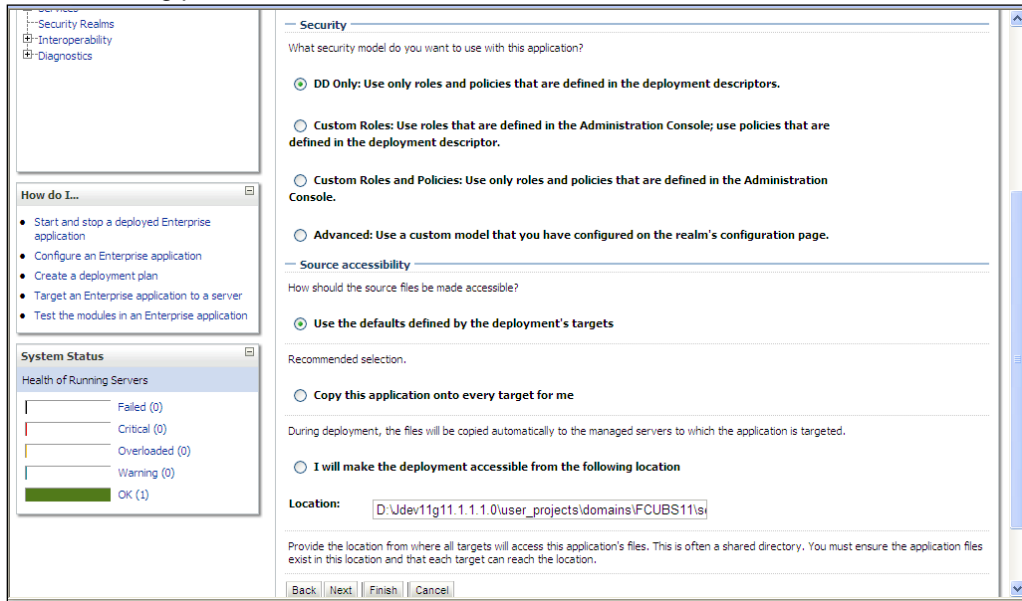 Services
Security Realms
Interoperability
Diagnostics
How do I...
Start and stop a deployed Enterprise
application
Configure an Enterprise application
Create a deployment plan
Target an Enterprise application to a server
Test the modules in an Enterprise application
System Status
Health of Running Servers
Failed (0)
Critical (0)
Overloaded (0)
Warning (0)
OK (1)
Security
What security model do you want to use with this application?
DD Only: Use only roles and policies that are defined in the deployment descriptors.
Custom Roles: Use roles that are defined in the Administration Console; use policies that are
defined in the deployment descriptor.
Custom Roles and Policies: Use only roles and policies that are defined in the Administration
Console.
Advanced: Use a custom model that you have configured on the realm's configuration page.
Source accessibility
How should the source files be made accessible?
Use the defaults defined by the deployment's targets
Recommended selection.
Copy this application onto every target for me
During deployment, the files will be copied automatically to the managed servers to which the application is targeted.
I will make the deployment accessible from the following location
Location:
D:\Jdev11g11.1.1.1.0\user_projects\domains\FCUBS11\se
Provide the location from where all targets will access this application's files. This is often a shared directory. You must ensure the application files
exist in this location and that each target can reach the location.
Back Next Finish Cancel